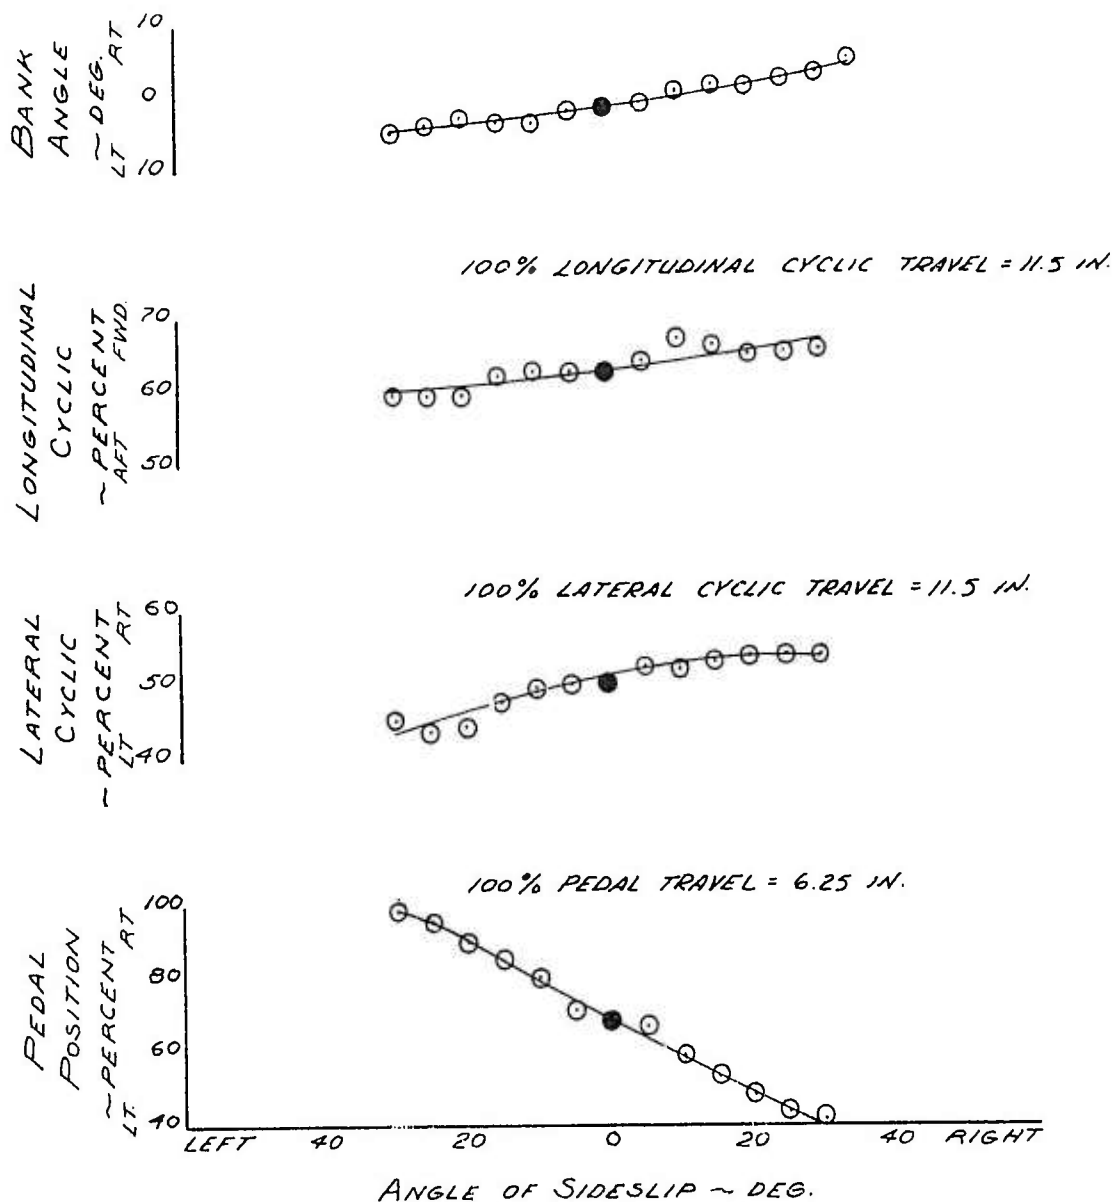 BANK
ANGLE
~DEG.
LT RT
10
0
10
100% LONGITUDINAL CYCLIC TRAVEL = 11.5 IN.
LONGITUDINAL
CYCLIC
~PERCENT
AFT FWD.
70
60
50
100% LATERAL CYCLIC TRAVEL = 11.5 IN.
LATERAL
CYCLIC
~PERCENT
LT RT
60
50
40
100% PEDAL TRAVEL = 6.25 IN.
PEDAL
POSITION
~PERCENT
LT. RT
100
80
60
40
LEFT 40 20 0 20 40 RIGHT
ANGLE OF SIDESLIP ~ DEG.